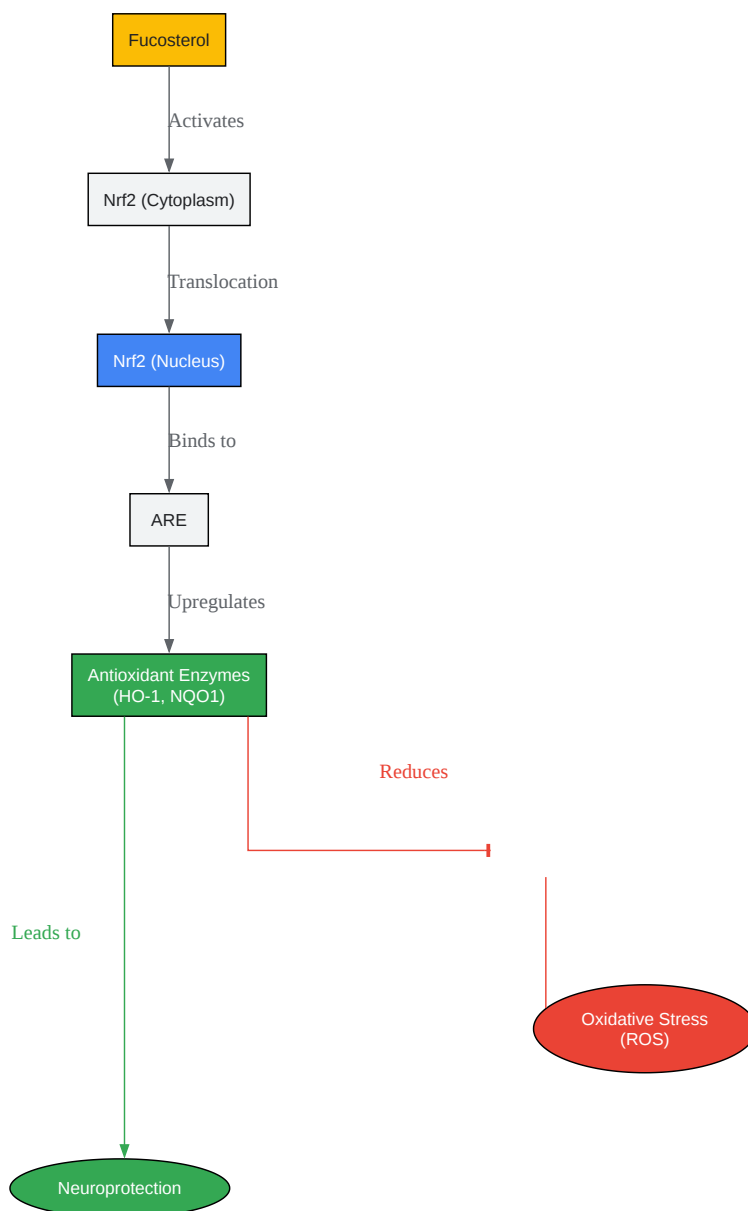 Fucosterol
Activates
Nrf2 (Cytoplasm)
Translocation
Nrf2 (Nucleus)
Binds to
ARE
Upregulates
Antioxidant Enzymes
(HO-1, NQO1)
Reduces
Leads to
Oxidative Stress
(ROS)
Neuroprotection